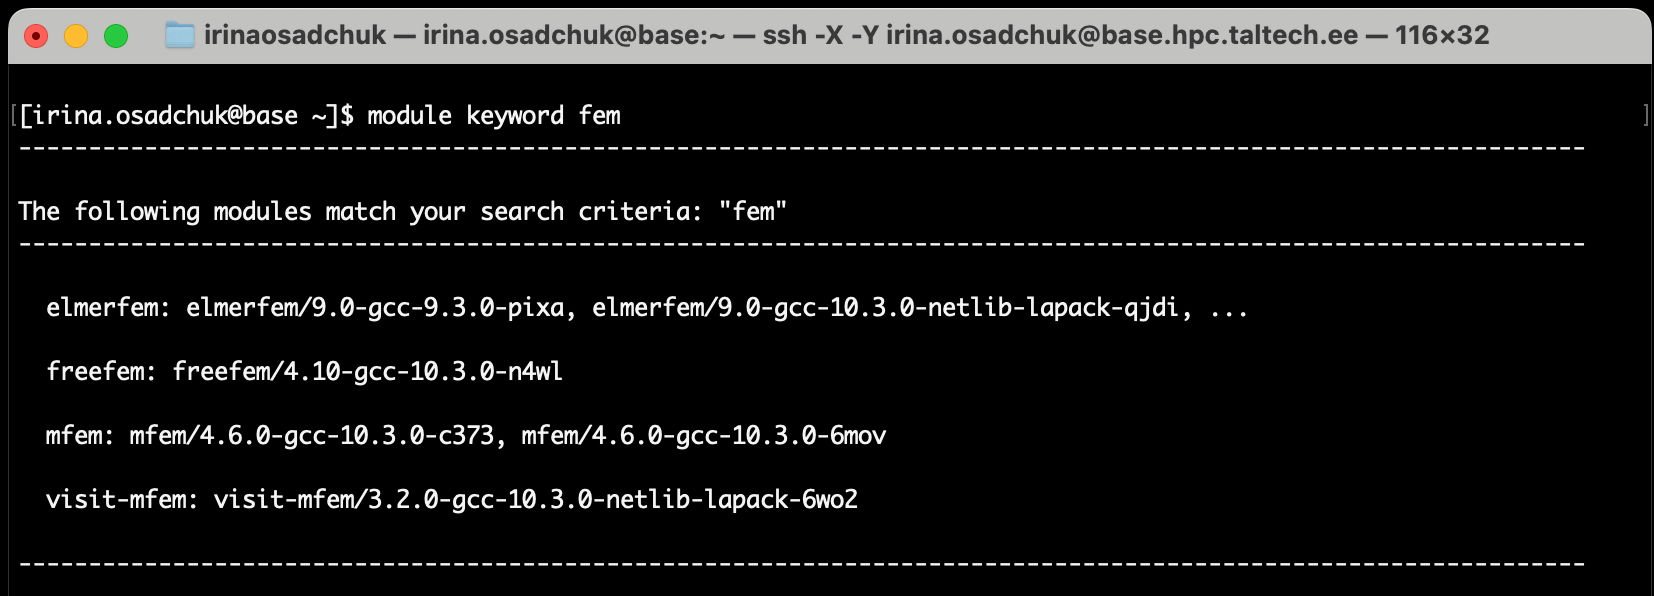 irinaosadchuk — irina.osadchuk@base:~ — ssh -X -Y irina.osadchuk@base.hpc.taltech.ee — 116×32
[[irina.osadchuk@base ~]$ module keyword fem ]
----------------------------------------------------------------------------------------------------------------
The following modules match your search criteria: "fem"
----------------------------------------------------------------------------------------------------------------
elmerfem: elmerfem/9.0-gcc-9.3.0-pixa, elmerfem/9.0-gcc-10.3.0-netlib-lapack-qjdi, ...
freefem: freefem/4.10-gcc-10.3.0-n4wl
mfem: mfem/4.6.0-gcc-10.3.0-c373, mfem/4.6.0-gcc-10.3.0-6mov
visit-mfem: visit-mfem/3.2.0-gcc-10.3.0-netlib-lapack-6wo2
----------------------------------------------------------------------------------------------------------------